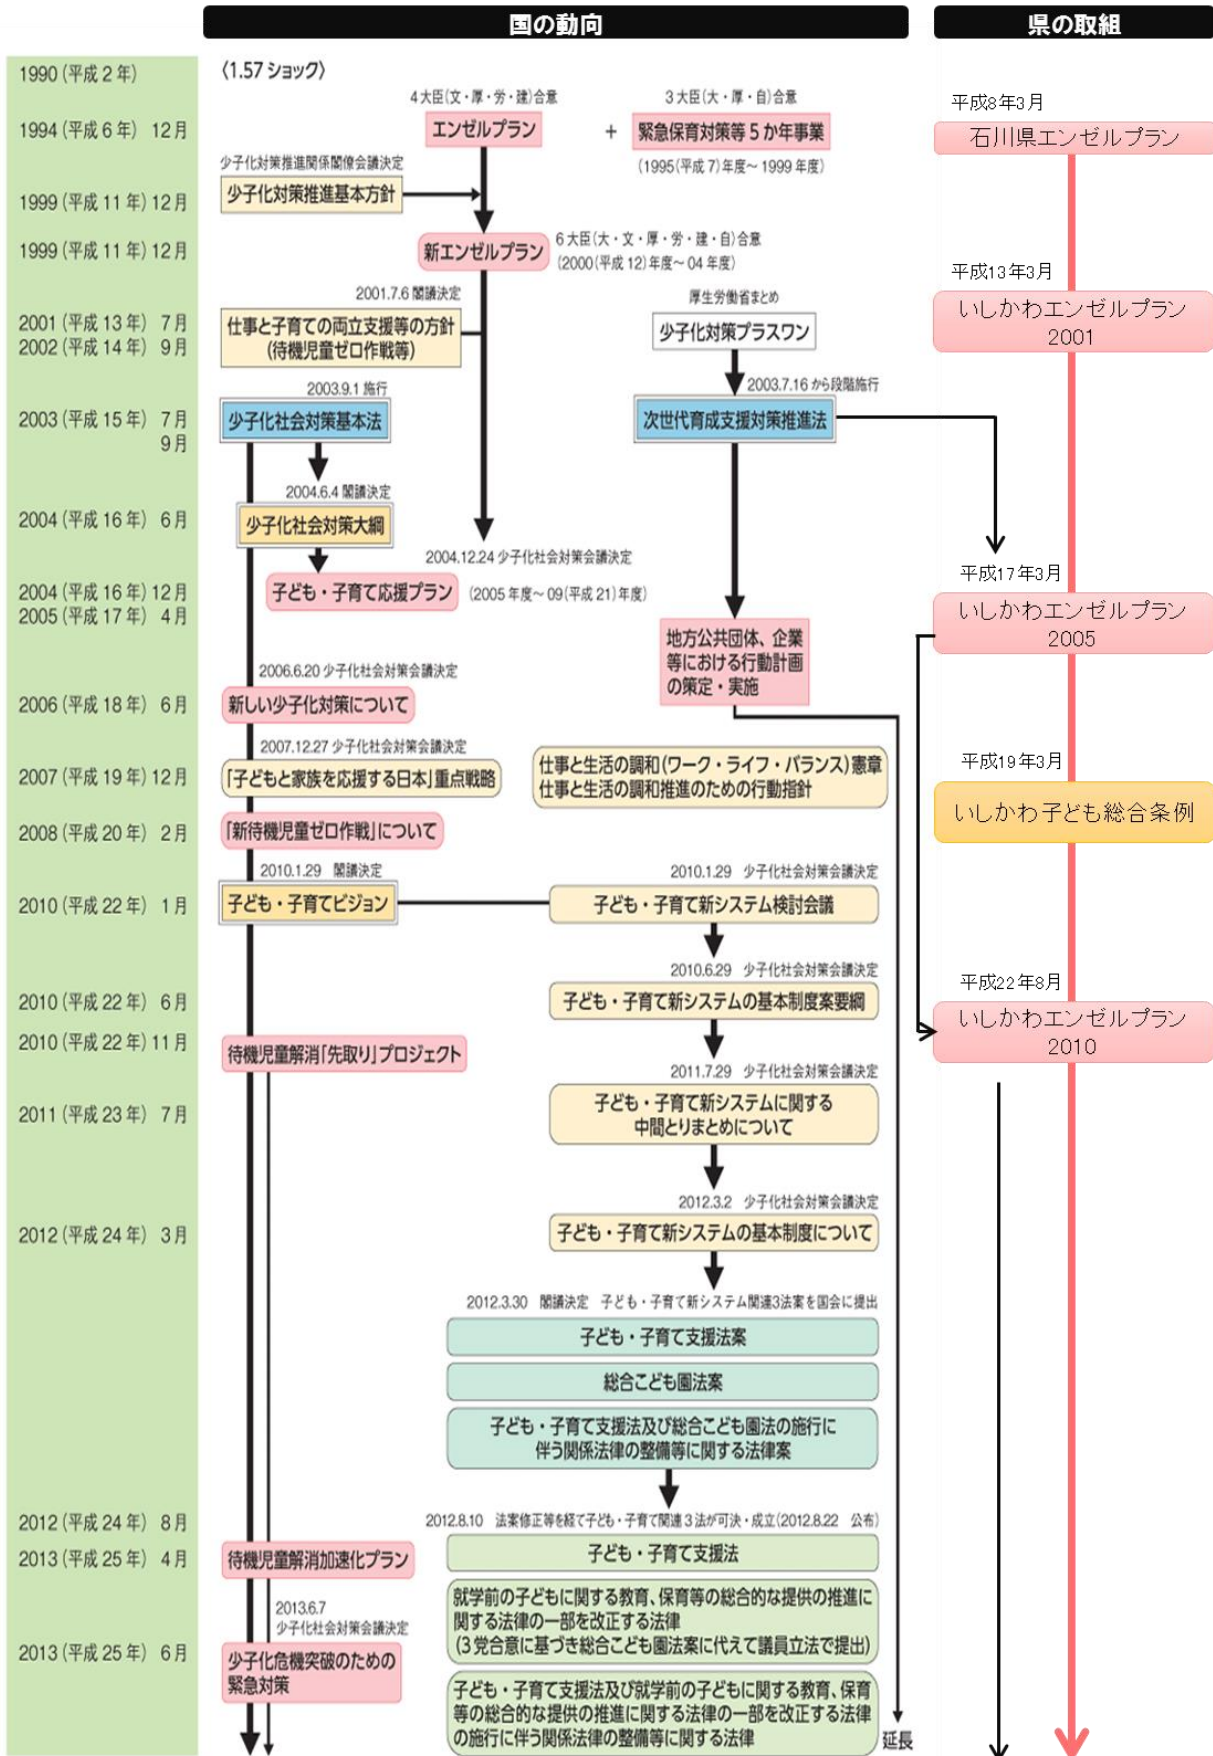 国の動向
県の取組
1990(平成2年)
〈1.57ショック〉
4大臣(文・厚・労・建)合意
3大臣(大・厚・自)合意
平成8年3月
1994(平成6年) 12月
エンゼルプラン
+
緊急保育対策等5か年事業
石川県エンゼルプラン
(1995(平成7)年度〜1999年度)
少子化対策推進関係閣僚会議決定
少子化対策推進基本方針
1999(平成11年)12月
1999(平成11年)12月
新エンゼルプラン
6大臣(大・文・厚・労・建・自)合意
(2000(平成12)年度〜04年度)
平成13年3月
2001.7.6 閣議決定
厚生労働省まとめ
2001(平成13年) 7月
2002(平成14年) 9月
仕事と子育ての両立支援等の方針
(待機児童ゼロ作戦等)
少子化対策プラスワン
いしかわエンゼルプラン
2001
2003.9.1 施行
2003.7.16から段階施行
2003(平成15年) 7月
9月
少子化社会対策基本法
次世代育成支援対策推進法
2004.6.4 閣議決定
2004(平成16年) 6月
少子化社会対策大綱
2004.12.24 少子化社会対策会議決定
平成17年3月
2004(平成16年)12月
2005(平成17年) 4月
子ども・子育て応援プラン
(2005年度〜09(平成21)年度)
いしかわエンゼルプラン
2005
地方公共団体、企業
等における行動計画
の策定・実施
2006.6.20 少子化社会対策会議決定
2006(平成18年) 6月
新しい少子化対策について
2007.12.27 少子化社会対策会議決定
平成19年3月
2007(平成19年)12月
「子どもと家族を応援する日本」重点戦略
仕事と生活の調和(ワーク・ライフ・バランス)憲章
仕事と生活の調和推進のための行動指針
いしかわ子ども総合条例
2008(平成20年) 2月
「新待機児童ゼロ作戦」について
2010.1.29 閣議決定
2010.1.29 少子化社会対策会議決定
2010(平成22年) 1月
子ども・子育てビジョン
子ども・子育て新システム検討会議
2010.6.29 少子化社会対策会議決定
平成22年8月
2010(平成22年) 6月
子ども・子育て新システムの基本制度案要綱
いしかわエンゼルプラン
2010
2010(平成22年)11月
待機児童解消「先取り」プロジェクト
2011.7.29 少子化社会対策会議決定
2011(平成23年) 7月
子ども・子育て新システムに関する
中間とりまとめについて
2012.3.2 少子化社会対策会議決定
2012(平成24年) 3月
子ども・子育て新システムの基本制度について
2012.3.30 閣議決定 子ども・子育て新システム関連3法案を国会に提出
子ども・子育て支援法案
総合こども園法案
子ども・子育て支援法及び総合こども園法の施行に
伴う関係法律の整備等に関する法律案
2012(平成24年) 8月
2012.8.10 法案修正等を経て子ども・子育て関連3法が可決・成立(2012.8.22 公布)
2013(平成25年) 4月
待機児童解消加速化プラン
子ども・子育て支援法
就学前の子どもに関する教育、保育等の総合的な提供の推進に
関する法律の一部を改正する法律
(3党合意に基づき総合こども園法案に代えて議員立法で提出)
2013.6.7
少子化社会対策会議決定
2013(平成25年) 6月
少子化危機突破のための
緊急対策
子ども・子育て支援法及び就学前の子どもに関する教育、保育
等の総合的な提供の推進に関する法律の一部を改正する法律
の施行に伴う関係法律の整備等に関する法律
延長